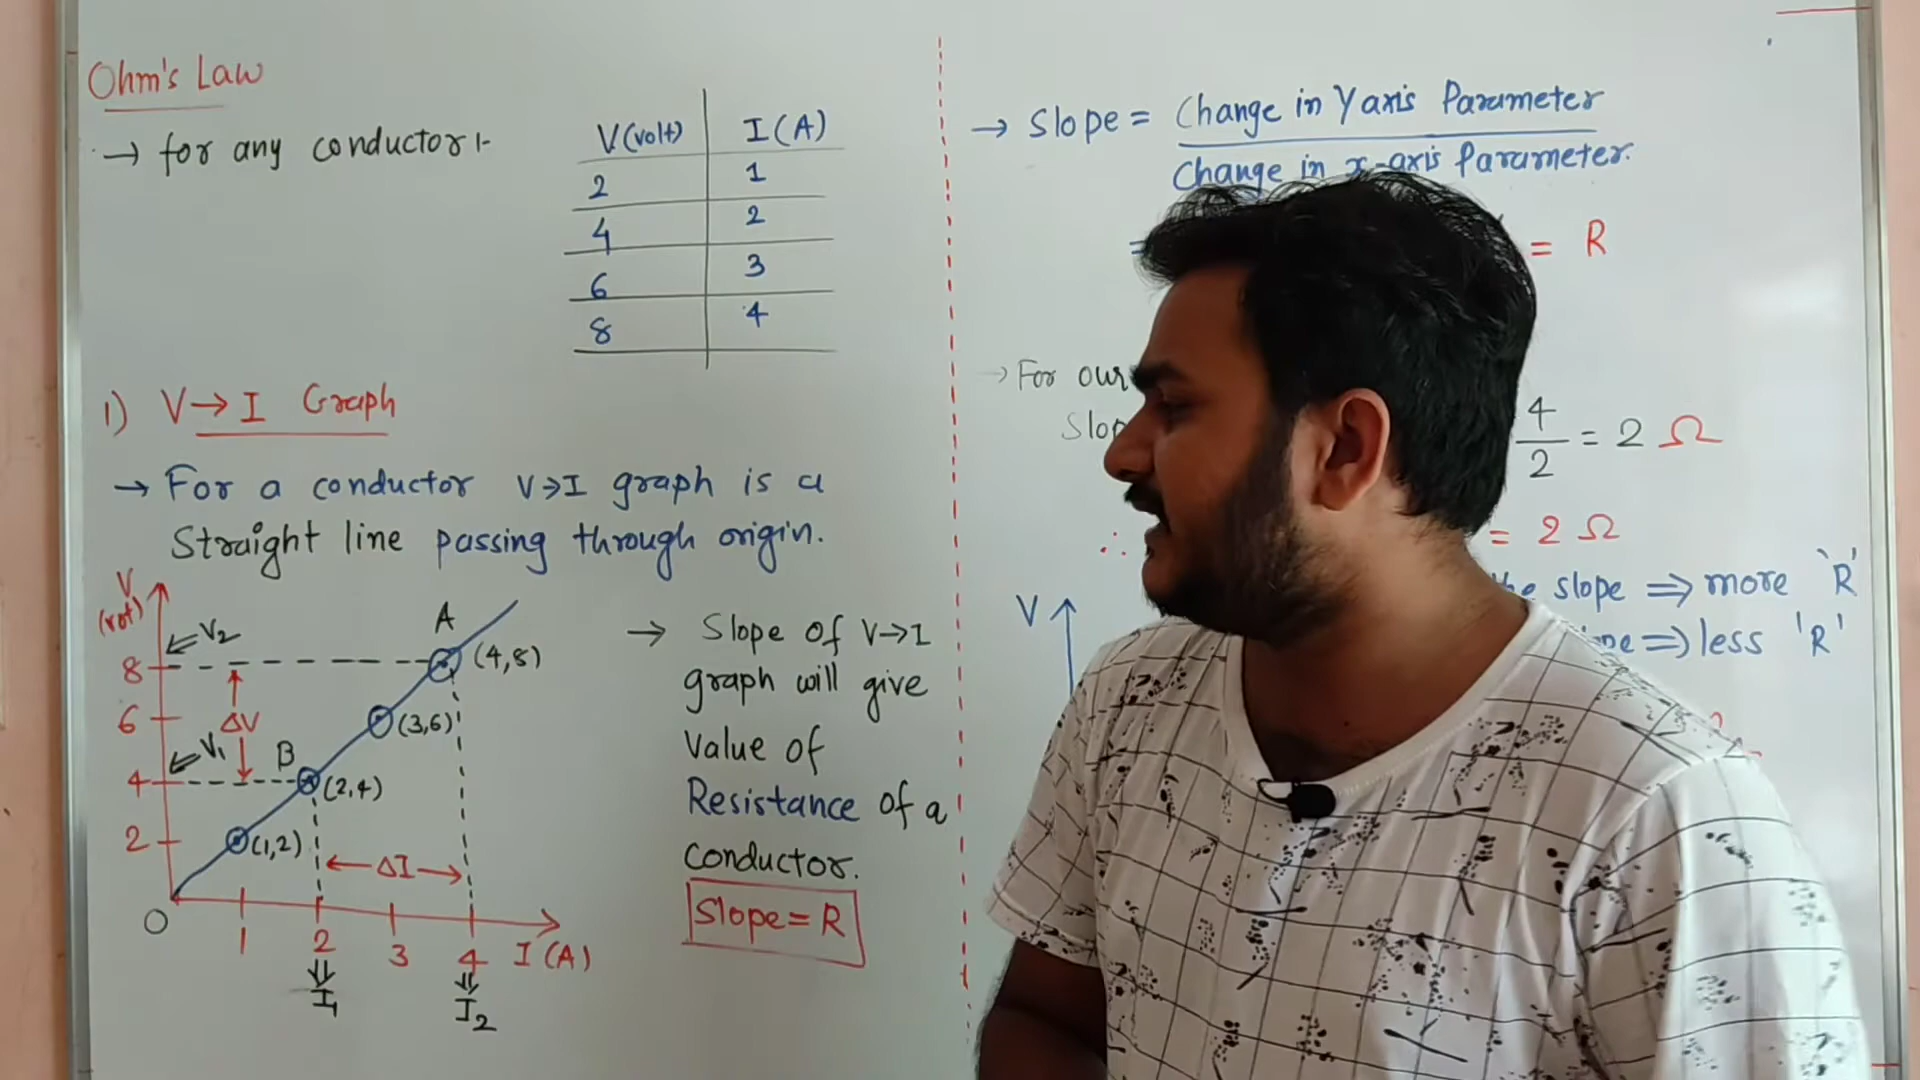 Ohm's Law
→ for any conductor :-
V(volt) I(A)
2 1
4 2
6 3
8 4
1) V→I Graph
→ For a conductor V→I graph is a
Straight line passing through origin.
V
(volt)
V2
8
6
ΔV
V1
4
2
O
A
(4,8)
(3,6)
B
(2,4)
(1,2)
←ΔI→
1 2 3 4 I(A)
I1
I2
→ Slope of V→I
graph will give
Value of
Resistance of a
conductor.
Slope=R
→ Slope = Change in Y axis Parameter
Change in x-axis Parameter.
= R
→ For our
4
2
= 2 Ω
∴
= 2 Ω
slope ⇒ more 'R'
⇒ less 'R'
V